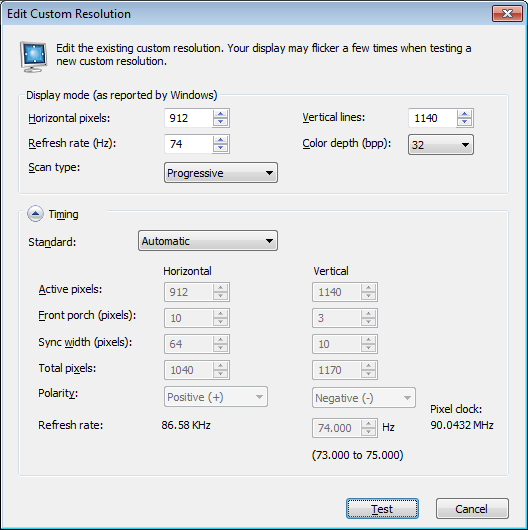 Edit Custom Resolution
Edit the existing custom resolution. Your display may flicker a few times when testing a
new custom resolution.
Display mode (as reported by Windows)
Horizontal pixels: 912 Vertical lines: 1140
Refresh rate (Hz): 74 Color depth (bpp): 32
Scan type: Progressive
Timing
Standard: Automatic
Horizontal Vertical
Active pixels: 912 1140
Front porch (pixels): 10 3
Sync width (pixels): 64 10
Total pixels: 1040 1170
Polarity: Positive (+) Negative (-)
Pixel clock:
Refresh rate: 86.58 KHz 74.000 Hz 90.0432 MHz
(73.000 to 75.000)
Test Cancel